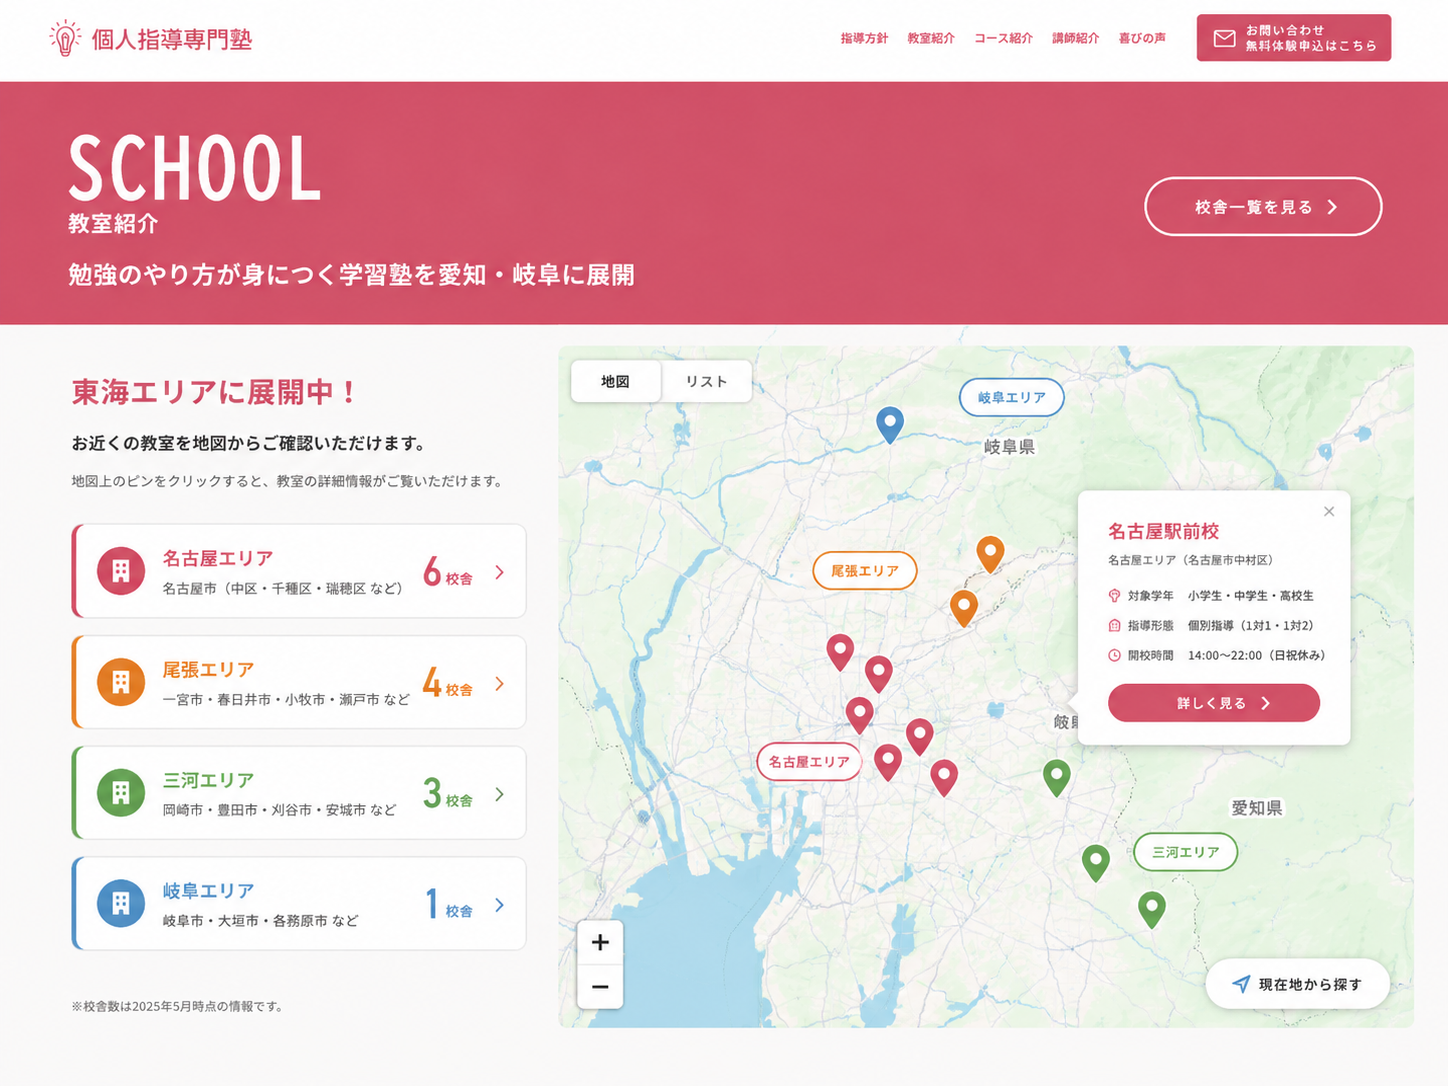 個人指導専門塾
指導方針
教室紹介
コース紹介
講師紹介
喜びの声
お問い合わせ
無料体験申込はこちら
SCHOOL
教室紹介
勉強のやり方が身につく学習塾を愛知・岐阜に展開
校舎一覧を見る
東海エリアに展開中！
お近くの教室を地図からご確認いただけます。
地図上のピンをクリックすると、教室の詳細情報がご覧いただけます。
名古屋エリア
名古屋市（中区・千種区・瑞穂区 など）
6校舎
尾張エリア
一宮市・春日井市・小牧市・瀬戸市 など
4校舎
三河エリア
岡崎市・豊田市・刈谷市・安城市 など
3校舎
岐阜エリア
岐阜市・大垣市・各務原市 など
1校舎
※校舎数は2025年5月時点の情報です。
地図
リスト
岐阜エリア
岐阜県
尾張エリア
名古屋駅前校
名古屋エリア（名古屋市中村区）
対象学年 小学生・中学生・高校生
指導形態 個別指導（1対1・1対2）
開校時間 14:00〜22:00（日祝休み）
詳しく見る
名古屋エリア
愛知県
三河エリア
+
−
現在地から探す